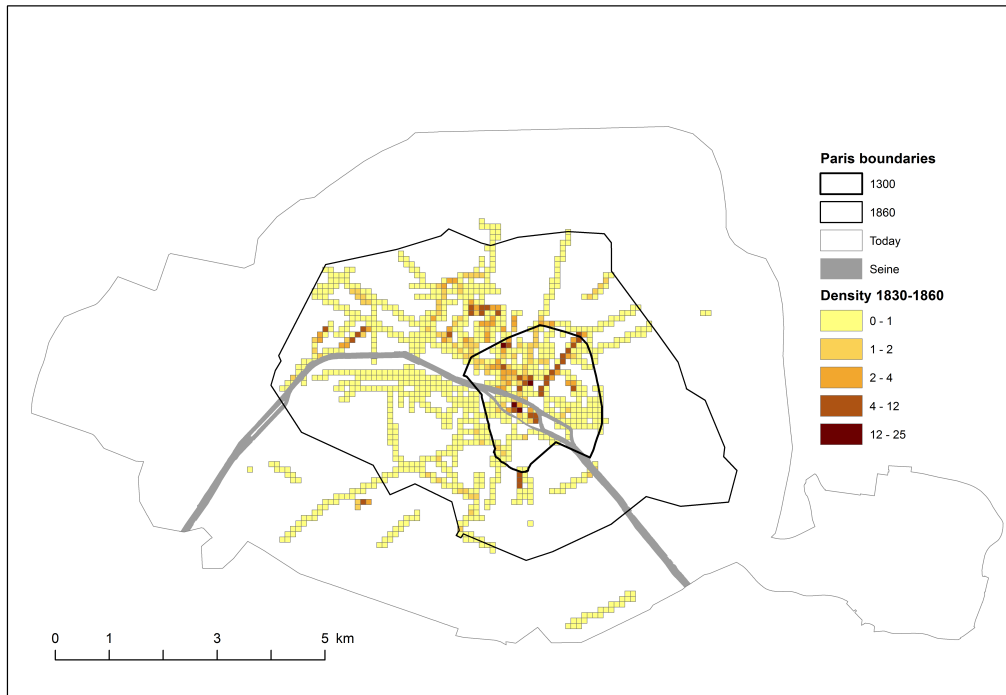 Paris boundaries
1300
1860
Today
Seine
Density 1830-1860
0 - 1
1 - 2
2 - 4
4 - 12
12 - 25
0 1 3 5 km